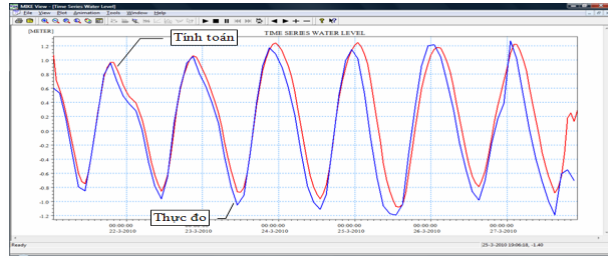 MIKE View - [Time Series Water Level]
File View Plot Animations Tools Window Help
[METER]
TIME SERIES WATER LEVEL
Tính toán
1.2
1.0
0.8
0.6
0.4
0.2
0.0
-0.2
-0.4
-0.6
-0.8
-1.0
-1.2
Thực đo
00:00:00 00:00:00 00:00:00 00:00:00 00:00:00 00:00:00
22-3-2010 23-3-2010 24-3-2010 25-3-2010 26-3-2010 27-3-2010
Ready